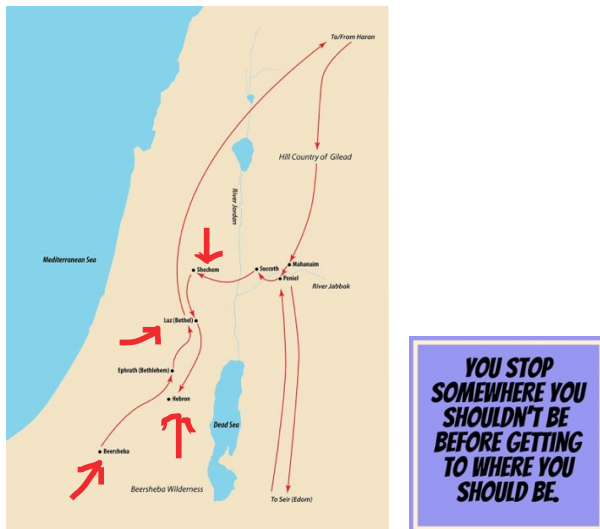 To/From Haran
Hill Country of Gilead
River Jordan
Mediterranean Sea
Shechem
Succoth
Mahanaim
Peniel
River Jabbok
Luz (Bethel)
Ephrath (Bethlehem)
Hebron
Dead Sea
Beersheba
Beersheba Wilderness
To Seir (Edom)
YOU STOP
SOMEWHERE YOU
SHOULDN'T BE
BEFORE GETTING
TO WHERE YOU
SHOULD BE.